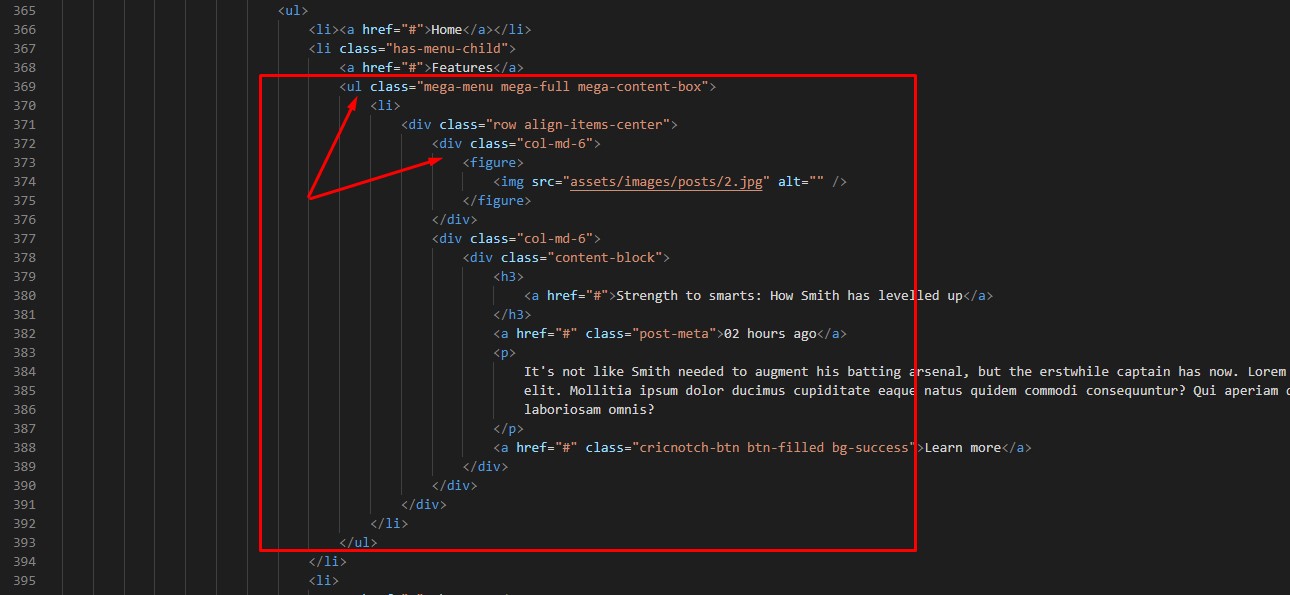 365 <ul>
366 <li><a href="#">Home</a></li>
367 <li class="has-menu-child">
368 <a href="#">Features</a>
369 <ul class="mega-menu mega-full mega-content-box">
370 <li>
371 <div class="row align-items-center">
372 <div class="col-md-6">
373 <figure>
374 <img src="assets/images/posts/2.jpg" alt="" />
375 </figure>
376 </div>
377 <div class="col-md-6">
378 <div class="content-block">
379 <h3>
380 <a href="#">Strength to smarts: How Smith has levelled up</a>
381 </h3>
382 <a href="#" class="post-meta">02 hours ago</a>
383 <p>
384 It's not like Smith needed to augment his batting arsenal, but the erstwhile captain has now. Lorem
385 elit. Mollitia ipsum dolor ducimus cupiditate eaque natus quidem commodi consequuntur? Qui aperiam
386 laboriosam omnis?
387 </p>
388 <a href="#" class="cricnotch-btn btn-filled bg-success">Learn more</a>
389 </div>
390 </div>
391 </div>
392 </li>
393 </ul>
394 </li>
395 <li>